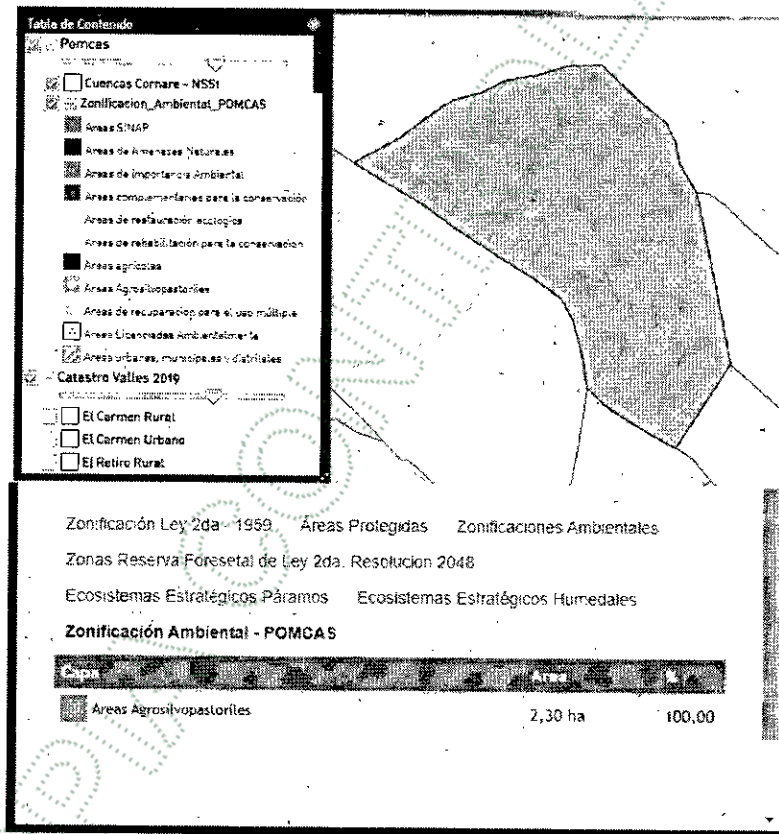 Tabla de Contenido
Pomcas
Cuencas Cornare - NSS1
Zonificacion_Ambiental_POMCAS
Areas SINAP
Areas de Amenazas Naturales
Areas de importancia Ambiental
Areas complementarias para la conservación
Areas de restauración ecologica
Areas de rehabilitación para la conservación
Areas agricolas
Areas Agrosilvopastoriles
Areas de recuperacion para el uso múltiple
Areas Licenciadas Ambientalmente
Areas urbanas, municipales y distritales
Catastro Valles 2019
El Carmen Rural
El Carmen Urbano
El Retiro Rural
Zonificación Ley 2da - 1959 Áreas Protegidas Zonificaciones Ambientales
Zonas Reserva Foresetal de Ley 2da. Resolucion 2048
Ecosistemas Estratégicos Páramos Ecosistemas Estratégicos Humedales
Zonificación Ambiental - POMCAS
Capa Area %
Areas Agrosilvopastoriles 2,30 ha 100,00